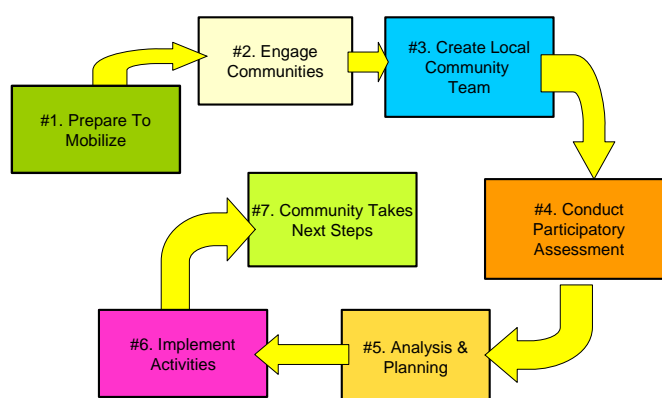 #1. Prepare To
Mobilize
#2. Engage
Communities
#3. Create Local
Community
Team
#4. Conduct
Participatory
Assessment
#5. Analysis &
Planning
#6. Implement
Activities
#7. Community Takes
Next Steps